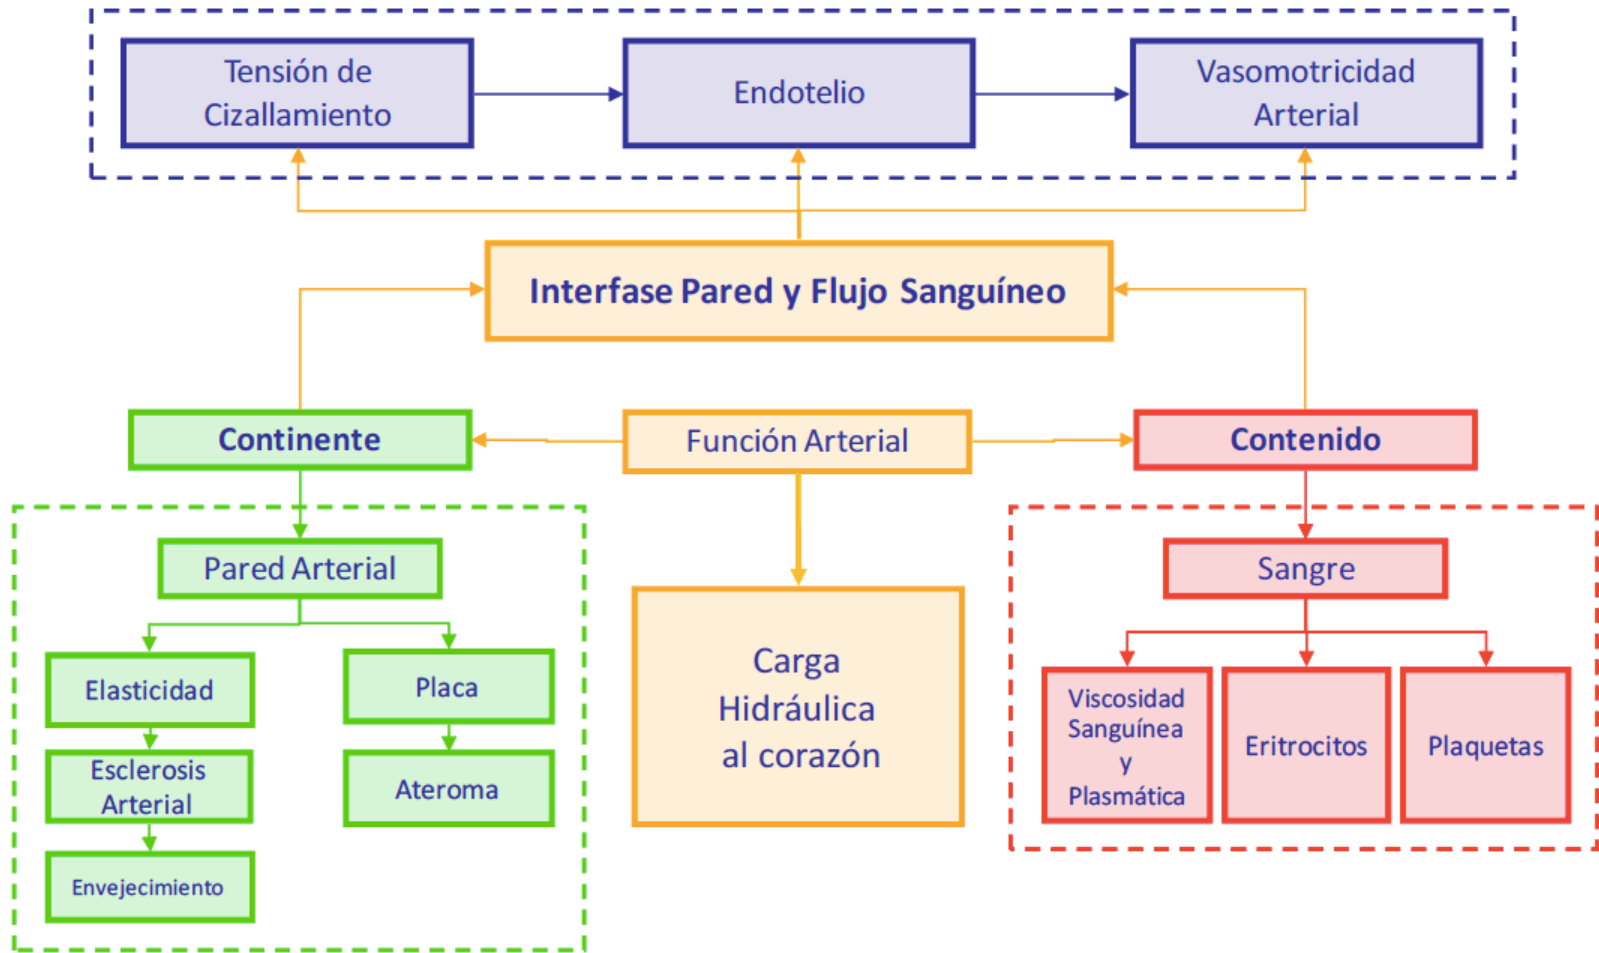 Tensión de
Cizallamiento
Endotelio
Vasomotricidad
Arterial
Interfase Pared y Flujo Sanguíneo
Continente
Función Arterial
Contenido
Pared Arterial
Sangre
Elasticidad
Placa
Esclerosis
Arterial
Ateroma
Envejecimiento
Carga
Hidráulica
al corazón
Viscosidad
Sanguínea
y
Plasmática
Eritrocitos
Plaquetas